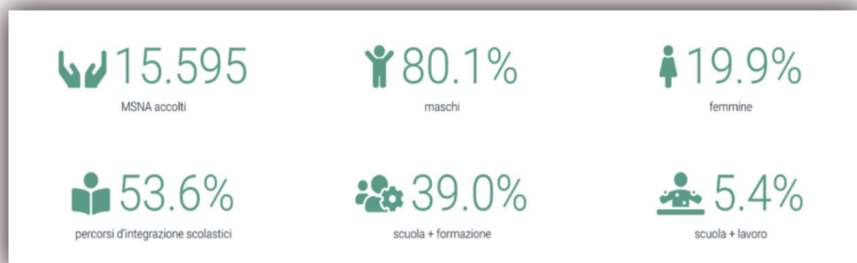 15.595
MSNA accolti
80.1%
maschi
19.9%
femmine
53.6%
percorsi d'integrazione scolastici
39.0%
scuola + formazione
5.4%
scuola + lavoro